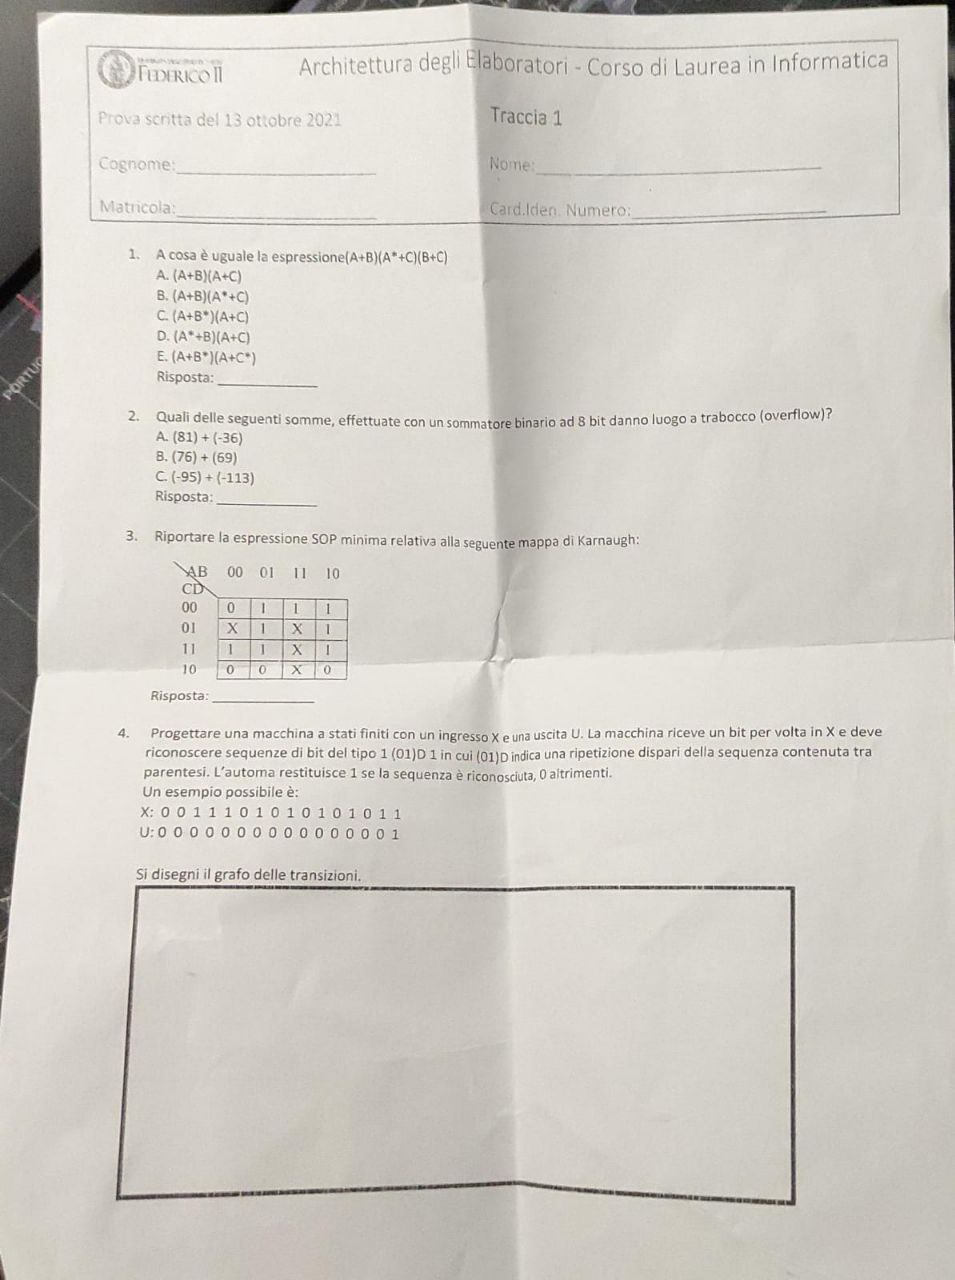 FEDERICO II
Architettura degli Elaboratori - Corso di Laurea in Informatica
Prova scritta del 13 ottobre 2021
Traccia 1
Cognome:
Nome:
Matricola:
Card.Iden. Numero:
1. A cosa è uguale la espressione(A+B)(A*+C)(B+C)
A. (A+B)(A+C)
B. (A+B)(A*+C)
C. (A+B*)(A+C)
D. (A*+B)(A+C)
E. (A+B*)(A+C*)
Risposta:
2. Quali delle seguenti somme, effettuate con un sommatore binario ad 8 bit danno luogo a trabocco (overflow)?
A. (81) + (-36)
B. (76) + (69)
C. (-95) + (-113)
Risposta:
3. Riportare la espressione SOP minima relativa alla seguente mappa di Karnaugh:
AB 00 01 11 10
CD
00 0 1 1 1
01 X 1 X 1
11 1 1 X 1
10 0 0 X 0
Risposta:
4. Progettare una macchina a stati finiti con un ingresso X e una uscita U. La macchina riceve un bit per volta in X e deve
riconoscere sequenze di bit del tipo 1 (01)D 1 in cui (01)D indica una ripetizione dispari della sequenza contenuta tra
parentesi. L'automa restituisce 1 se la sequenza è riconosciuta, 0 altrimenti.
Un esempio possibile è:
X: 0 0 1 1 1 0 1 0 1 0 1 0 1 0 1 1
U: 0 0 0 0 0 0 0 0 0 0 0 0 0 0 0 1
Si disegni il grafo delle transizioni.
PORTUG